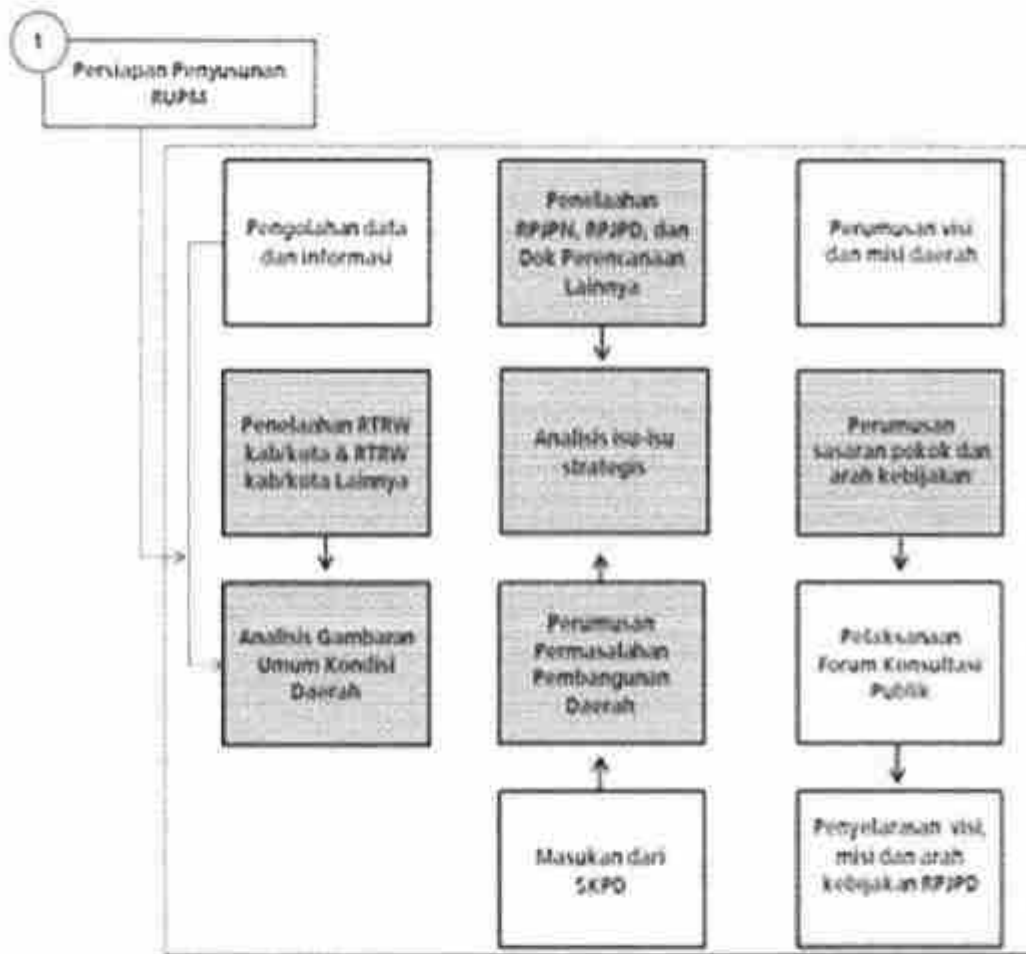 1
Persiapan Penyusunan
RUPM
Pengolahan data
dan informasi
Penelaahan
RPJPN, RPJPD, dan
Dok Perencanaan
Lainnya
Perumusan visi
dan misi daerah
Penelaahan RTRW
kab/kota & RTRW
kab/kota Lainnya
Analisis isu-isu
strategis
Perumusan
sasaran pokok dan
arah kebijakan
Analisis Gambaran
Umum Kondisi
Daerah
Perumusan
Permasalahan
Pembangunan
Daerah
Pelaksanaan
Forum Konsultasi
Publik
Masukan dari
SKPD
Penyelarasan visi,
misi dan arah
kebijakan RPJPD